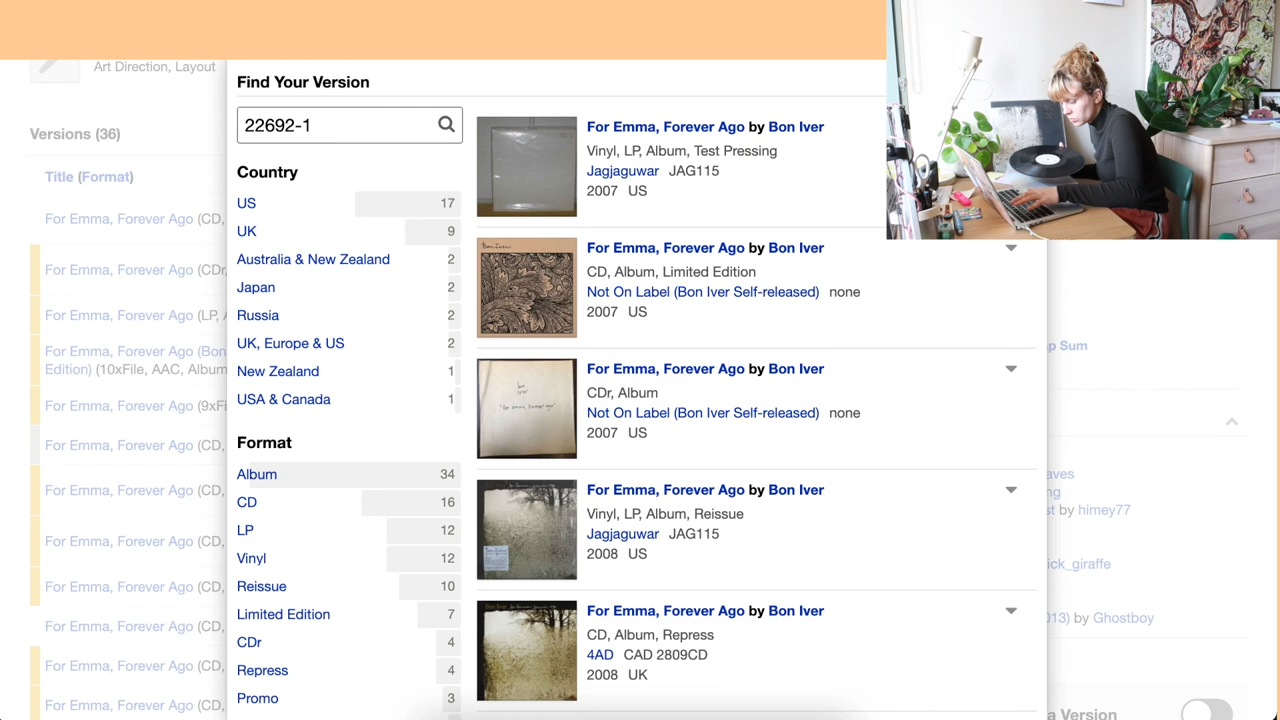 Art Direction, Layout
Versions (36)
Title (Format)
For Emma, Forever Ago (CD,
For Emma, Forever Ago (CDr,
For Emma, Forever Ago (LP,
For Emma, Forever Ago (Bon
Edition) (10xFile, AAC, Album
For Emma, Forever Ago (9xFi
For Emma, Forever Ago (CD,
For Emma, Forever Ago (CD,
For Emma, Forever Ago (CD,
For Emma, Forever Ago (CD,
For Emma, Forever Ago (CD,
For Emma, Forever Ago (CD,
For Emma, Forever Ago (CD,
Find Your Version
22692-1
Country
US 17
UK 9
Australia & New Zealand 2
Japan 2
Russia 2
UK, Europe & US 2
New Zealand 1
USA & Canada 1
Format
Album 34
CD 16
LP 12
Vinyl 12
Reissue 10
Limited Edition 7
CDr 4
Repress 4
Promo 3
For Emma, Forever Ago by Bon Iver
Vinyl, LP, Album, Test Pressing
Jagjaguwar JAG115
2007 US
For Emma, Forever Ago by Bon Iver
CD, Album, Limited Edition
Not On Label (Bon Iver Self-released) none
2007 US
For Emma, Forever Ago by Bon Iver
CDr, Album
Not On Label (Bon Iver Self-released) none
2007 US
For Emma, Forever Ago by Bon Iver
Vinyl, LP, Album, Reissue
Jagjaguwar JAG115
2008 US
For Emma, Forever Ago by Bon Iver
CD, Album, Repress
4AD CAD 2809CD
2008 UK
p Sum
aves
ng
st by himey77
ick_giraffe
013) by Ghostboy
a Version